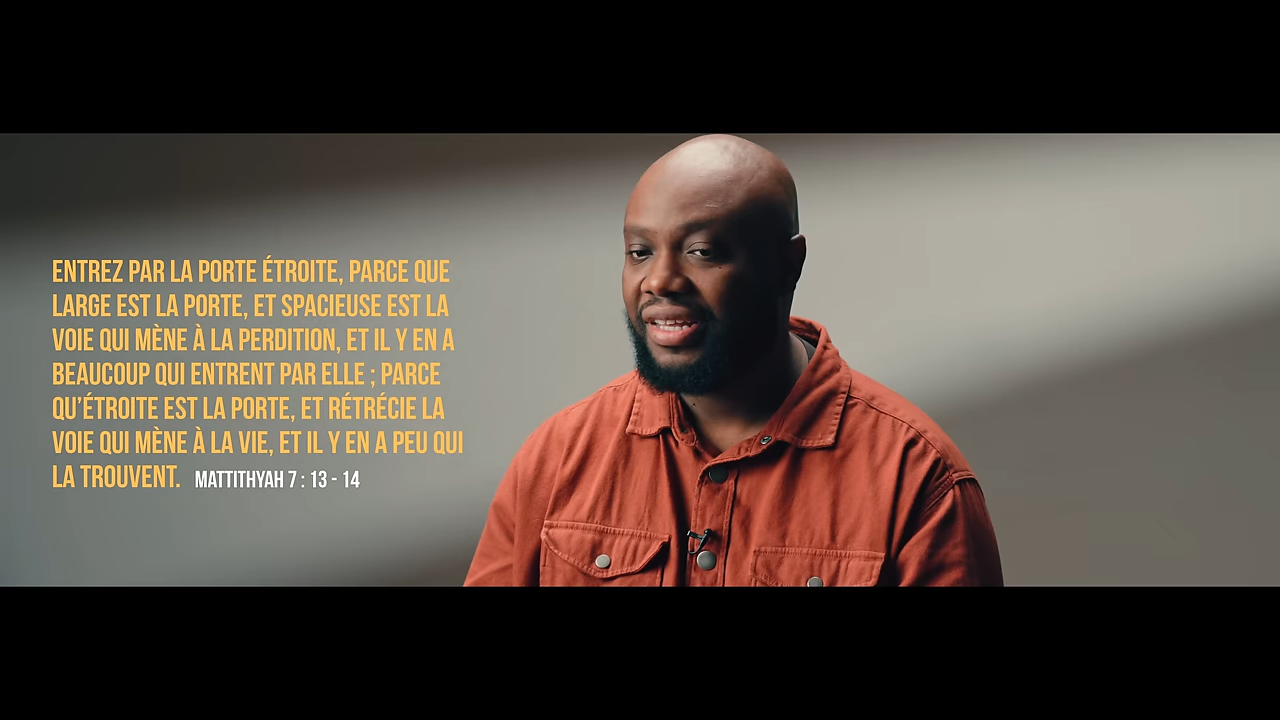 ENTREZ PAR LA PORTE ÉTROITE, PARCE QUE
LARGE EST LA PORTE, ET SPACIEUSE EST LA
VOIE QUI MÈNE À LA PERDITION, ET IL Y EN A
BEAUCOUP QUI ENTRENT PAR ELLE ; PARCE
QU'ÉTROITE EST LA PORTE, ET RÉTRÉCIE LA
VOIE QUI MÈNE À LA VIE, ET IL Y EN A PEU QUI
LA TROUVENT. MATTITHYAH 7 : 13 - 14